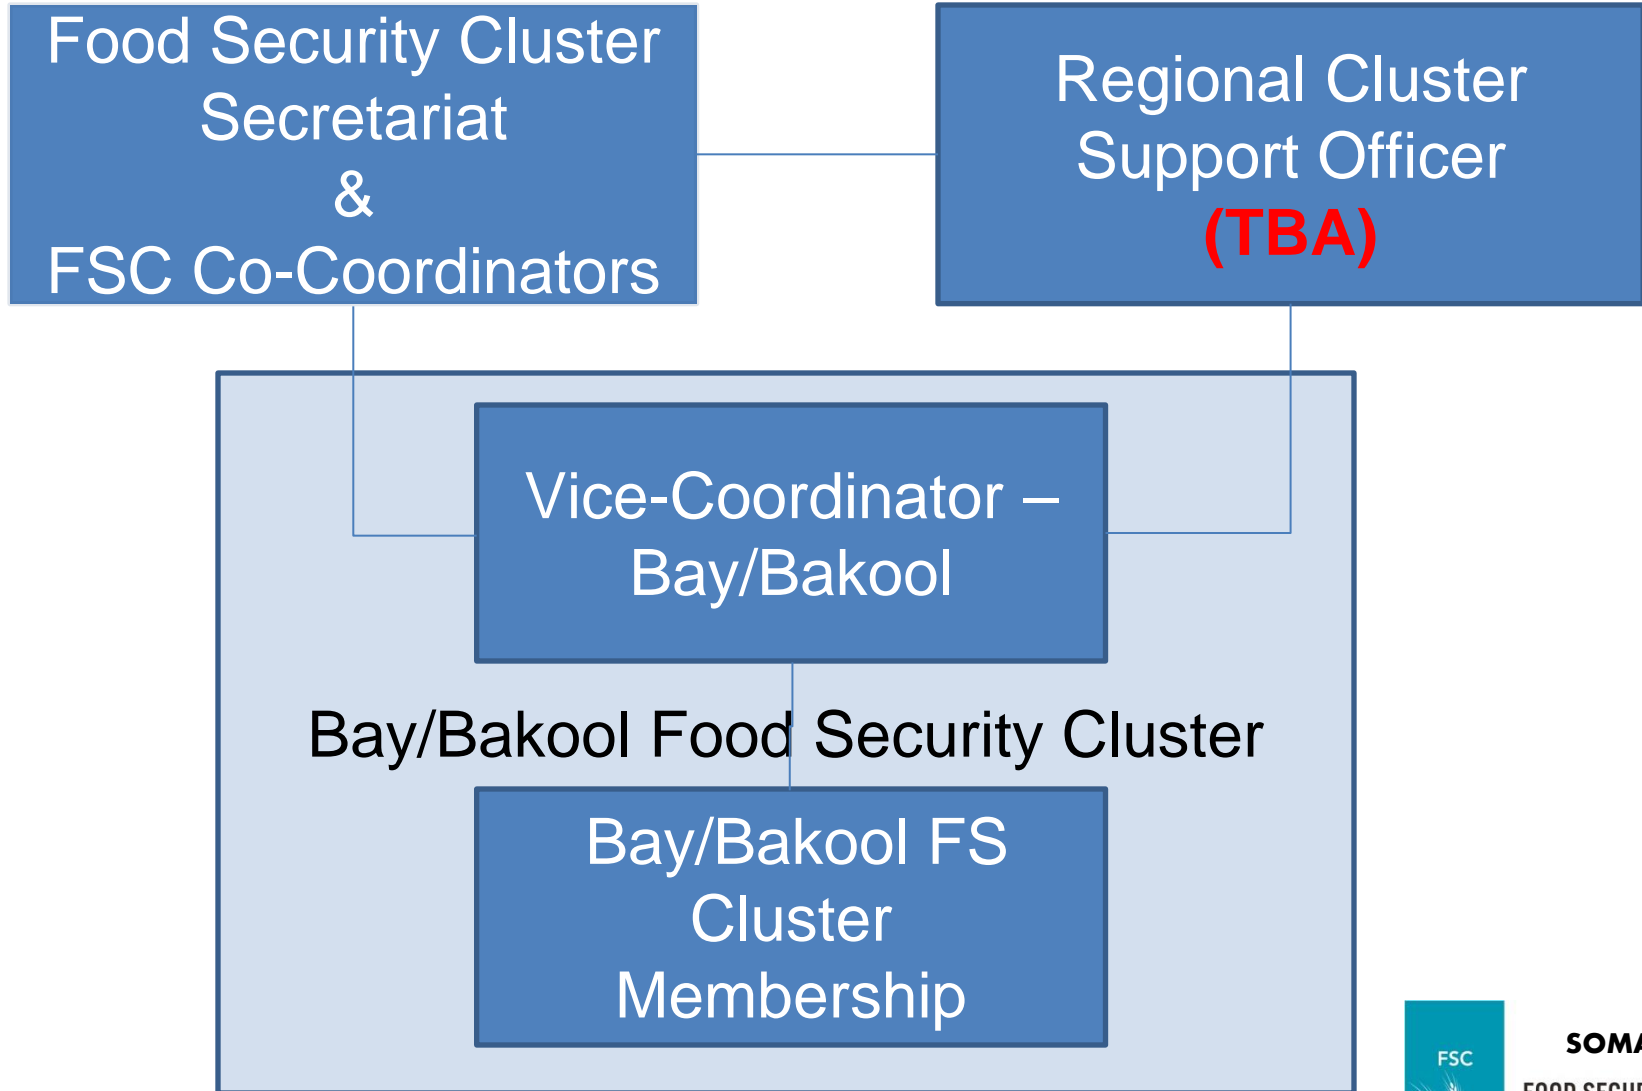 Food Security Cluster
Secretariat
&
FSC Co-Coordinators
Regional Cluster
Support Officer
(TBA)
Vice-Coordinator –
Bay/Bakool
Bay/Bakool Food Security Cluster
Bay/Bakool FS
Cluster
Membership
FSC